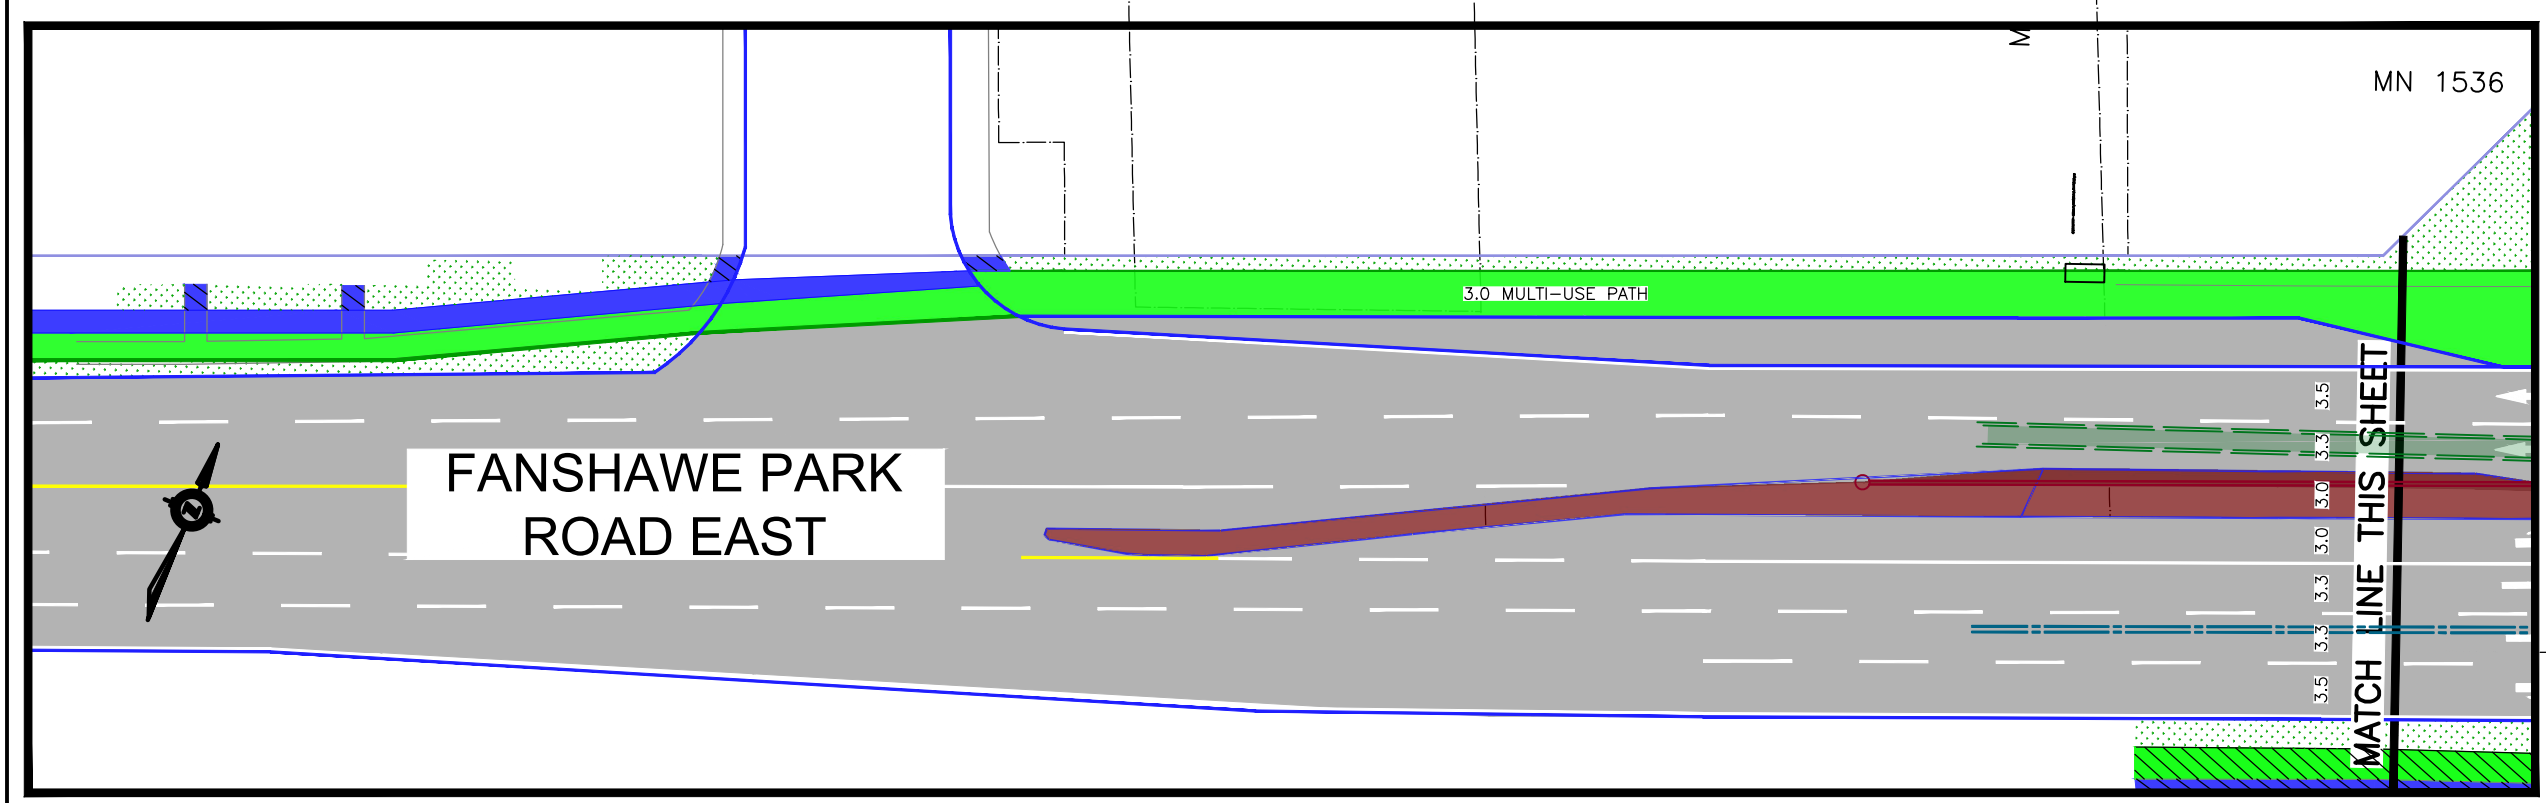 M
MN 1536
3.0 MULTI-USE PATH
FANSHAWE PARK
ROAD EAST
3.5
3.3
3.0
3.0
3.3
3.3
3.5
MATCH LINE THIS SHEET